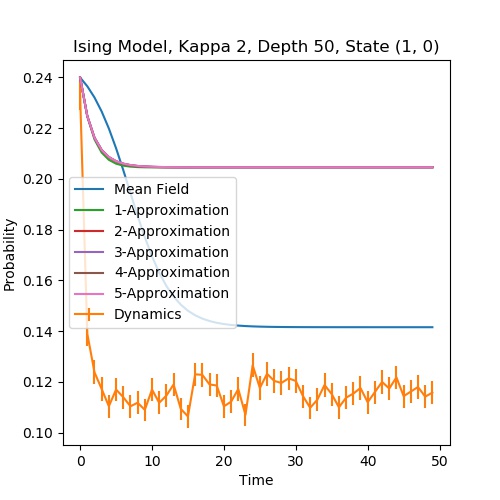 Ising Model, Kappa 2, Depth 50, State (1, 0)
0.24
0.22
0.20
0.18
0.16
0.14
0.12
0.10
Probability
Mean Field
1-Approximation
2-Approximation
3-Approximation
4-Approximation
5-Approximation
Dynamics
0 10 20 30 40 50
Time